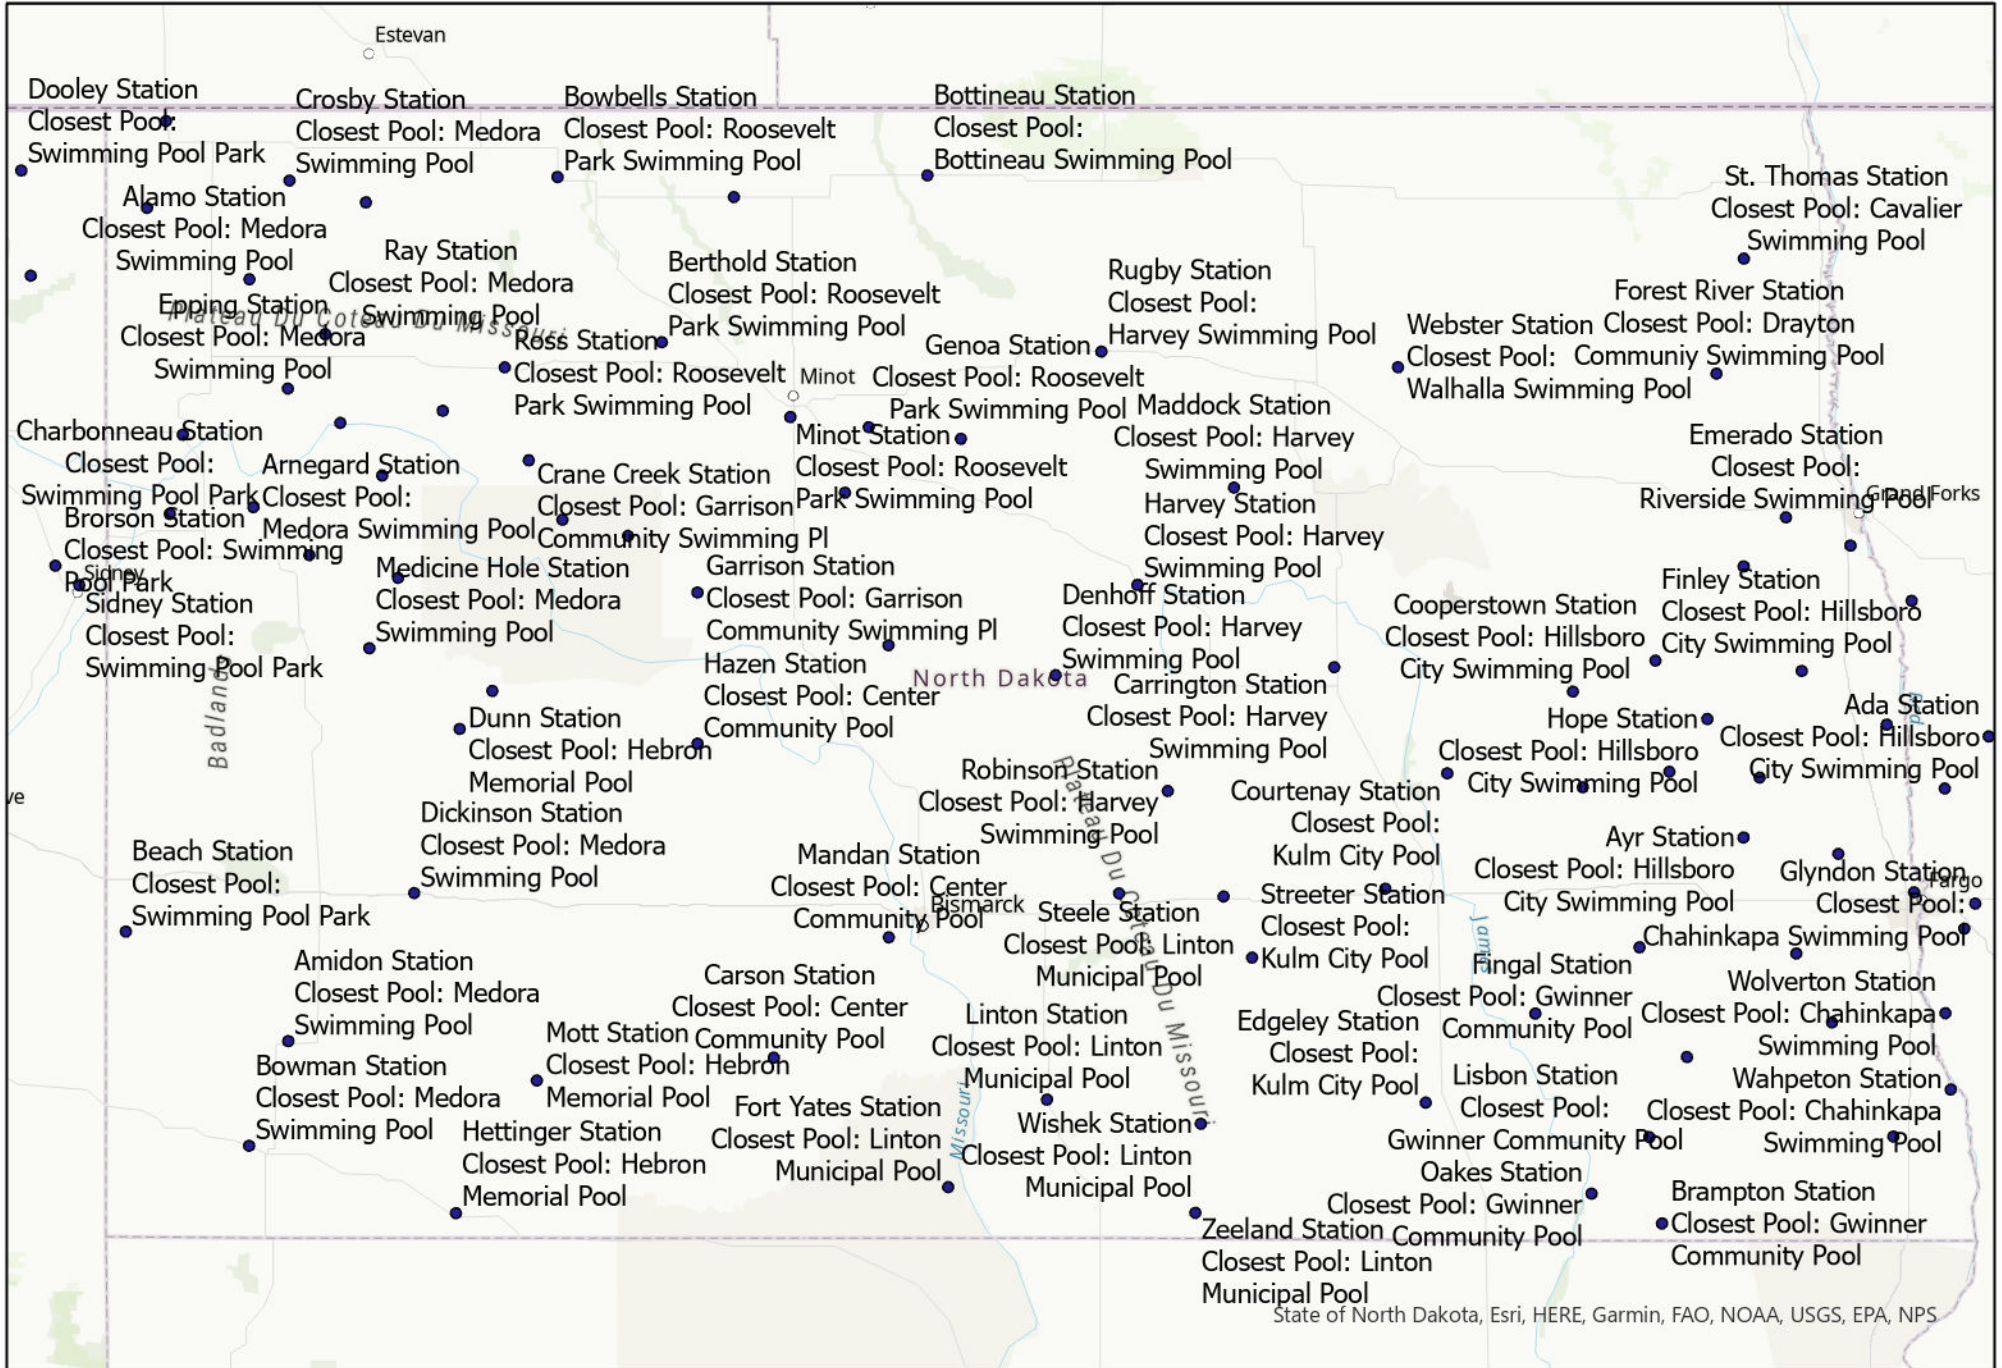 Estevan
Dooley Station
Closest Pool:
Swimming Pool Park
Crosby Station
Closest Pool: Medora
Swimming Pool
Bowbells Station
Closest Pool: Roosevelt
Park Swimming Pool
Bottineau Station
Closest Pool:
Bottineau Swimming Pool
St. Thomas Station
Closest Pool: Cavalier
Swimming Pool
Alamo Station
Closest Pool: Medora
Swimming Pool
Ray Station
Closest Pool: Medora
Swimming Pool
Berthold Station
Closest Pool: Roosevelt
Park Swimming Pool
Rugby Station
Closest Pool:
Harvey Swimming Pool
Forest River Station
Closest Pool: Drayton
Communiy Swimming Pool
Webster Station
Closest Pool:
Walhalla Swimming Pool
Epping Station
Closest Pool: Medora
Swimming Pool
Plateau Du Coteau Du Missouri
Ross Station
Closest Pool: Roosevelt
Park Swimming Pool
Minot
Genoa Station
Closest Pool: Roosevelt
Park Swimming Pool
Maddock Station
Closest Pool: Harvey
Swimming Pool
Emerado Station
Closest Pool:
Riverside Swimming Pool
Grand Forks
Charbonneau Station
Closest Pool:
Swimming Pool Park
Arnegard Station
Closest Pool:
Medora Swimming Pool
Crane Creek Station
Closest Pool: Garrison
Community Swimming Pl
Minot Station
Closest Pool: Roosevelt
Park Swimming Pool
Harvey Station
Closest Pool: Harvey
Swimming Pool
Brorson Station
Closest Pool: Swimming
Pool Park
Sidney
Sidney Station
Closest Pool:
Swimming Pool Park
Medicine Hole Station
Closest Pool: Medora
Swimming Pool
Garrison Station
Closest Pool: Garrison
Community Swimming Pl
Denhoff Station
Closest Pool: Harvey
Swimming Pool
Cooperstown Station
Closest Pool: Hillsboro
City Swimming Pool
Finley Station
Closest Pool: Hillsboro
City Swimming Pool
Badlands
Hazen Station
Closest Pool: Center
Community Pool
North Dakota
Carrington Station
Closest Pool: Harvey
Swimming Pool
Hope Station
Closest Pool: Hillsboro
City Swimming Pool
Red
Ada Station
Closest Pool: Hillsboro
City Swimming Pool
Dunn Station
Closest Pool: Hebron
Memorial Pool
Robinson Station
Closest Pool: Harvey
Swimming Pool
Plateau Du Coteau Du Missouri
Courtenay Station
Closest Pool:
Kulm City Pool
ve
Dickinson Station
Closest Pool: Medora
Swimming Pool
Ayr Station
Closest Pool: Hillsboro
City Swimming Pool
Beach Station
Closest Pool:
Swimming Pool Park
Mandan Station
Closest Pool: Center
Community Pool
Bismarck
Steele Station
Closest Pool: Linton
Municipal Pool
Streeter Station
Closest Pool:
Kulm City Pool
James
Glyndon Station
Closest Pool:
Chahinkapa Swimming Pool
Fargo
Amidon Station
Closest Pool: Medora
Swimming Pool
Carson Station
Closest Pool: Center
Community Pool
Fingal Station
Closest Pool: Gwinner
Community Pool
Wolverton Station
Closest Pool: Chahinkapa
Swimming Pool
Linton Station
Closest Pool: Linton
Municipal Pool
Edgeley Station
Closest Pool:
Kulm City Pool
Mott Station
Closest Pool: Hebron
Memorial Pool
Bowman Station
Closest Pool: Medora
Swimming Pool
Lisbon Station
Closest Pool:
Gwinner Community Pool
Wahpeton Station
Closest Pool: Chahinkapa
Swimming Pool
Fort Yates Station
Closest Pool: Linton
Municipal Pool
Missouri
Wishek Station
Closest Pool: Linton
Municipal Pool
Hettinger Station
Closest Pool: Hebron
Memorial Pool
Oakes Station
Closest Pool: Gwinner
Community Pool
Brampton Station
Closest Pool: Gwinner
Community Pool
Zeeland Station
Closest Pool: Linton
Municipal Pool
State of North Dakota, Esri, HERE, Garmin, FAO, NOAA, USGS, EPA, NPS